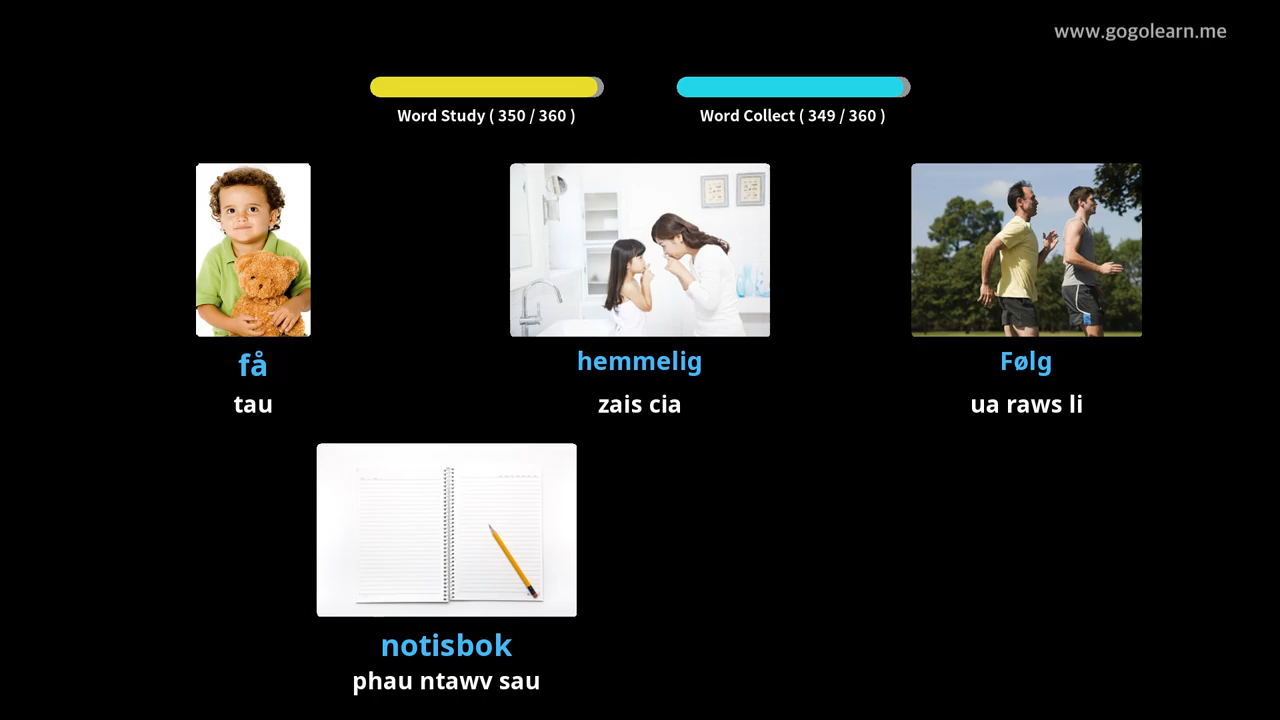 www.gogolearn.me
Word Study ( 350 / 360 )
Word Collect ( 349 / 360 )
få
hemmelig
Følg
tau
zais cia
ua raws li
notisbok
phau ntawv sau